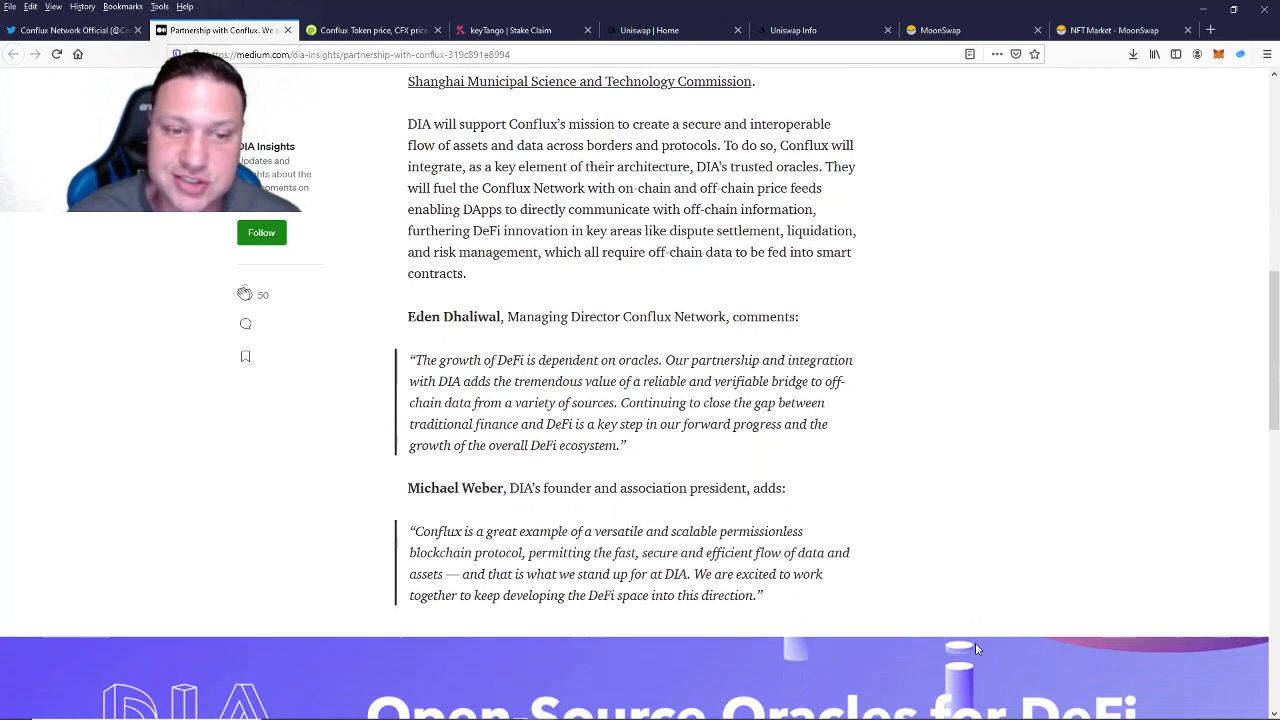 File Edit View History Bookmarks Tools Help
Conflux Network Official (@Co
Partnership with Conflux. We a
Conflux Token price, CFX price
keyTango | Stake Claim
Uniswap | Home
Uniswap Info
MoonSwap
NFT Market - MoonSwap
https://medium.com/dia-insights/partnership-with-conflux-319c891e8994
Shanghai Municipal Science and Technology Commission.
DIA will support Conflux’s mission to create a secure and interoperable
flow of assets and data across borders and protocols. To do so, Conflux will
integrate, as a key element of their architecture, DIA’s trusted oracles. They
will fuel the Conflux Network with on-chain and off-chain price feeds
enabling DApps to directly communicate with off-chain information,
furthering DeFi innovation in key areas like dispute settlement, liquidation,
and risk management, which all require off-chain data to be fed into smart
contracts.
DIA Insights
Updates and
about the
on
Follow
50
Eden Dhaliwal, Managing Director Conflux Network, comments:
“The growth of DeFi is dependent on oracles. Our partnership and integration
with DIA adds the tremendous value of a reliable and verifiable bridge to off-
chain data from a variety of sources. Continuing to close the gap between
traditional finance and DeFi is a key step in our forward progress and the
growth of the overall DeFi ecosystem.”
Michael Weber, DIA’s founder and association president, adds:
“Conflux is a great example of a versatile and scalable permissionless
blockchain protocol, permitting the fast, secure and efficient flow of data and
assets — and that is what we stand up for at DIA. We are excited to work
together to keep developing the DeFi space into this direction.”
DIA
Open Source Oracles for DeFi